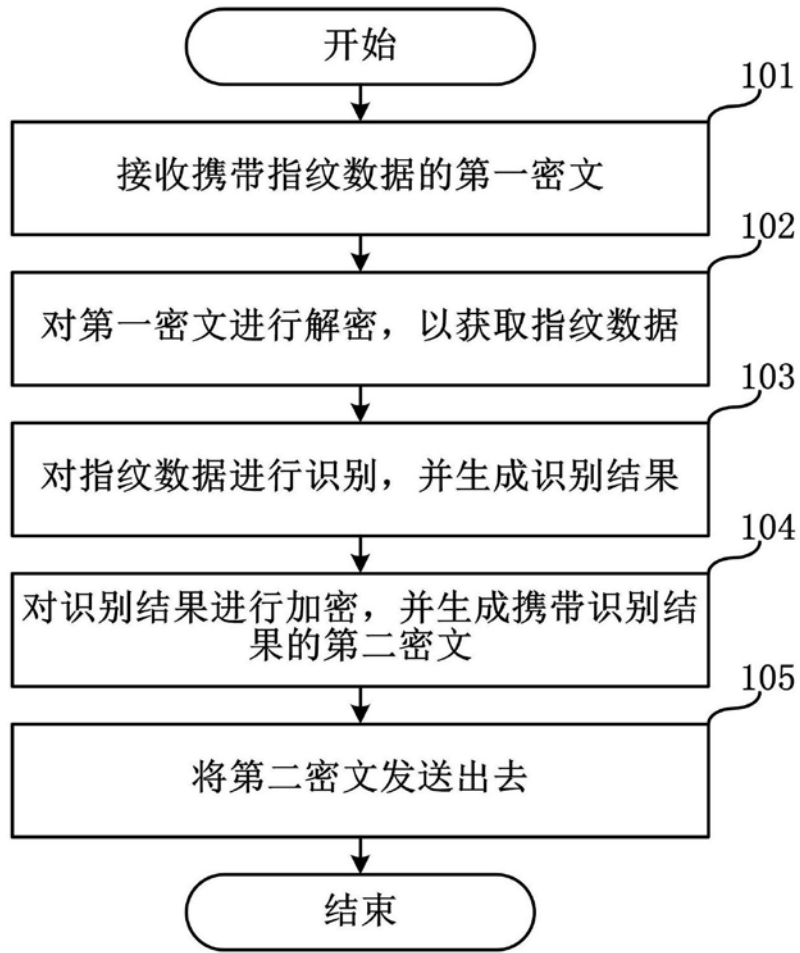 开始
101
接收携带指纹数据的第一密文
102
对第一密文进行解密，以获取指纹数据
103
对指纹数据进行识别，并生成识别结果
104
对识别结果进行加密，并生成携带识别结
果的第二密文
105
将第二密文发送出去
结束